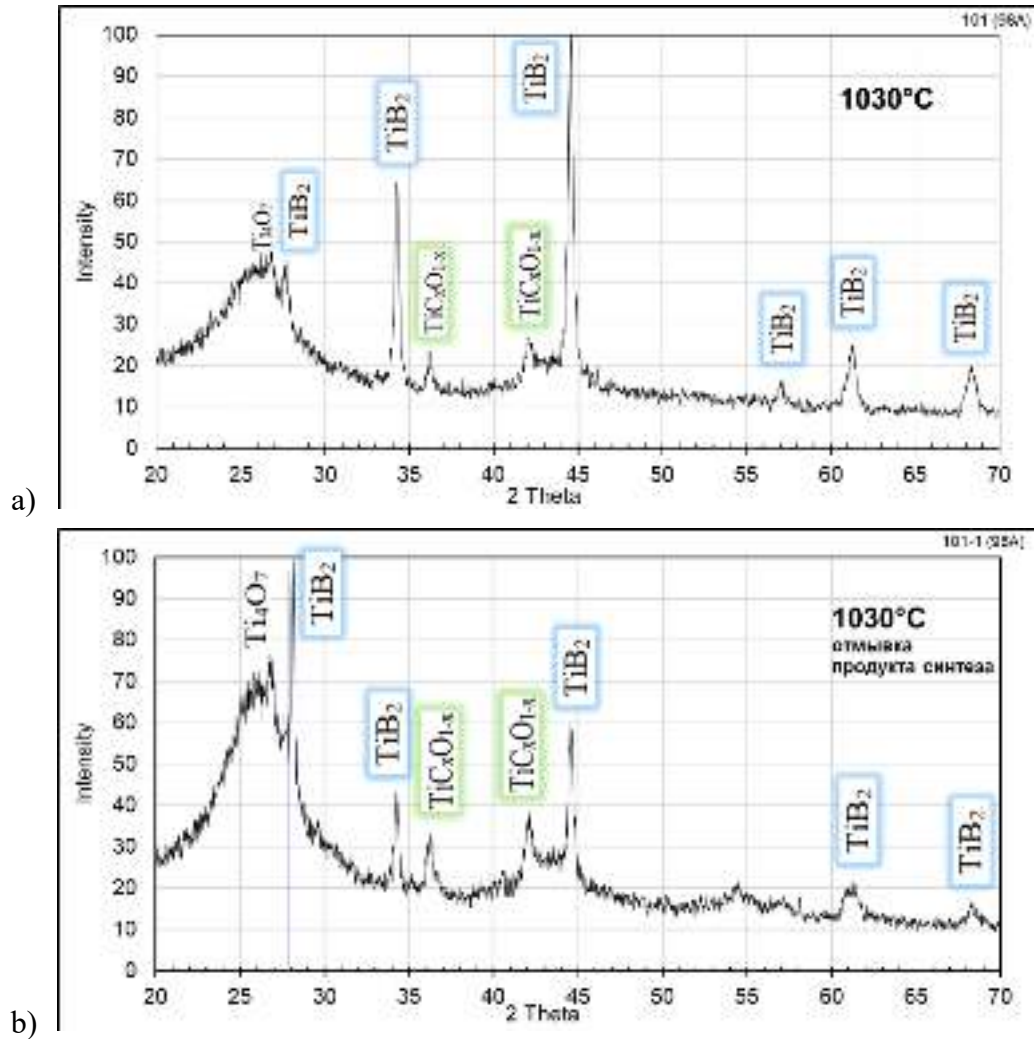 101 (98A)
1030°C
TiB₂
TiB₂
TiB₂
TiB₂
TiB₂
TiB₂
Ti₄O₇
TiCₓO₁₋ₓ
TiCₓO₁₋ₓ
Intensity
100
90
80
70
60
50
40
30
20
10
0
20 25 30 35 40 45 50 55 60 65 70
2 Theta
a)
101-1 (98A)
1030°C
отмывка
продукта синтеза
Ti₄O₇
TiB₂
TiB₂
TiCₓO₁₋ₓ
TiCₓO₁₋ₓ
TiB₂
TiB₂
TiB₂
Intensity
100
90
80
70
60
50
40
30
20
10
0
20 25 30 35 40 45 50 55 60 65 70
2 Theta
b)